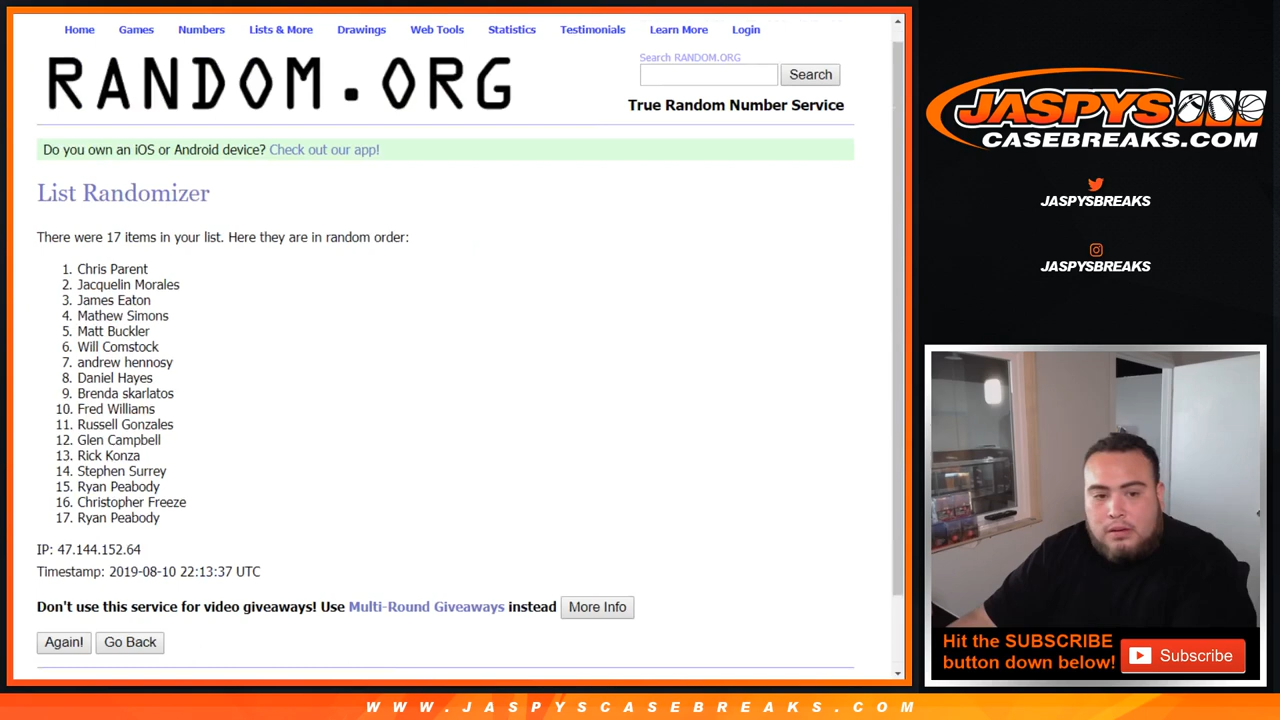 Home Games Numbers Lists & More Drawings Web Tools Statistics Testimonials Learn More Login
RANDOM.ORG
Search RANDOM.ORG
Search
True Random Number Service
Do you own an iOS or Android device? Check out our app!
List Randomizer
There were 17 items in your list. Here they are in random order:
1. Chris Parent
2. Jacquelin Morales
3. James Eaton
4. Mathew Simons
5. Matt Buckler
6. Will Comstock
7. andrew hennosy
8. Daniel Hayes
9. Brenda skarlatos
10. Fred Williams
11. Russell Gonzales
12. Glen Campbell
13. Rick Konza
14. Stephen Surrey
15. Ryan Peabody
16. Christopher Freeze
17. Ryan Peabody
IP: 47.144.152.64
Timestamp: 2019-08-10 22:13:37 UTC
Don't use this service for video giveaways! Use Multi-Round Giveaways instead More Info
Again! Go Back
JASPYS
CASEBREAKS.COM
JASPYSBREAKS
JASPYSBREAKS
Hit the SUBSCRIBE
button down below!
Subscribe
WWW.JASPYSCASEBREAKS.COM